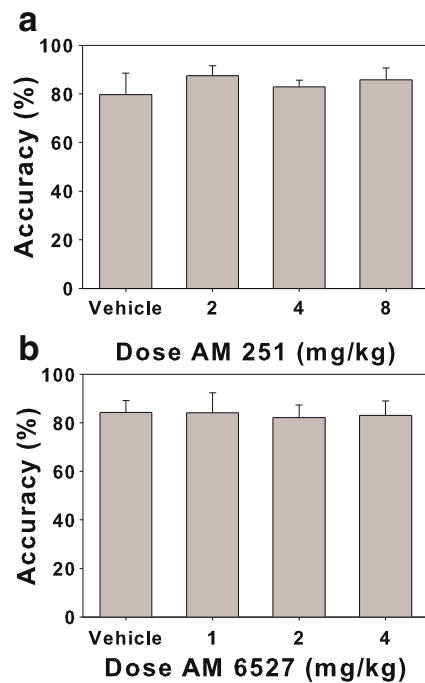 a
Accuracy (%)
100
80
60
40
20
0
Vehicle 2 4 8
Dose AM 251 (mg/kg)
b
Accuracy (%)
100
80
60
40
20
0
Vehicle 1 2 4
Dose AM 6527 (mg/kg)